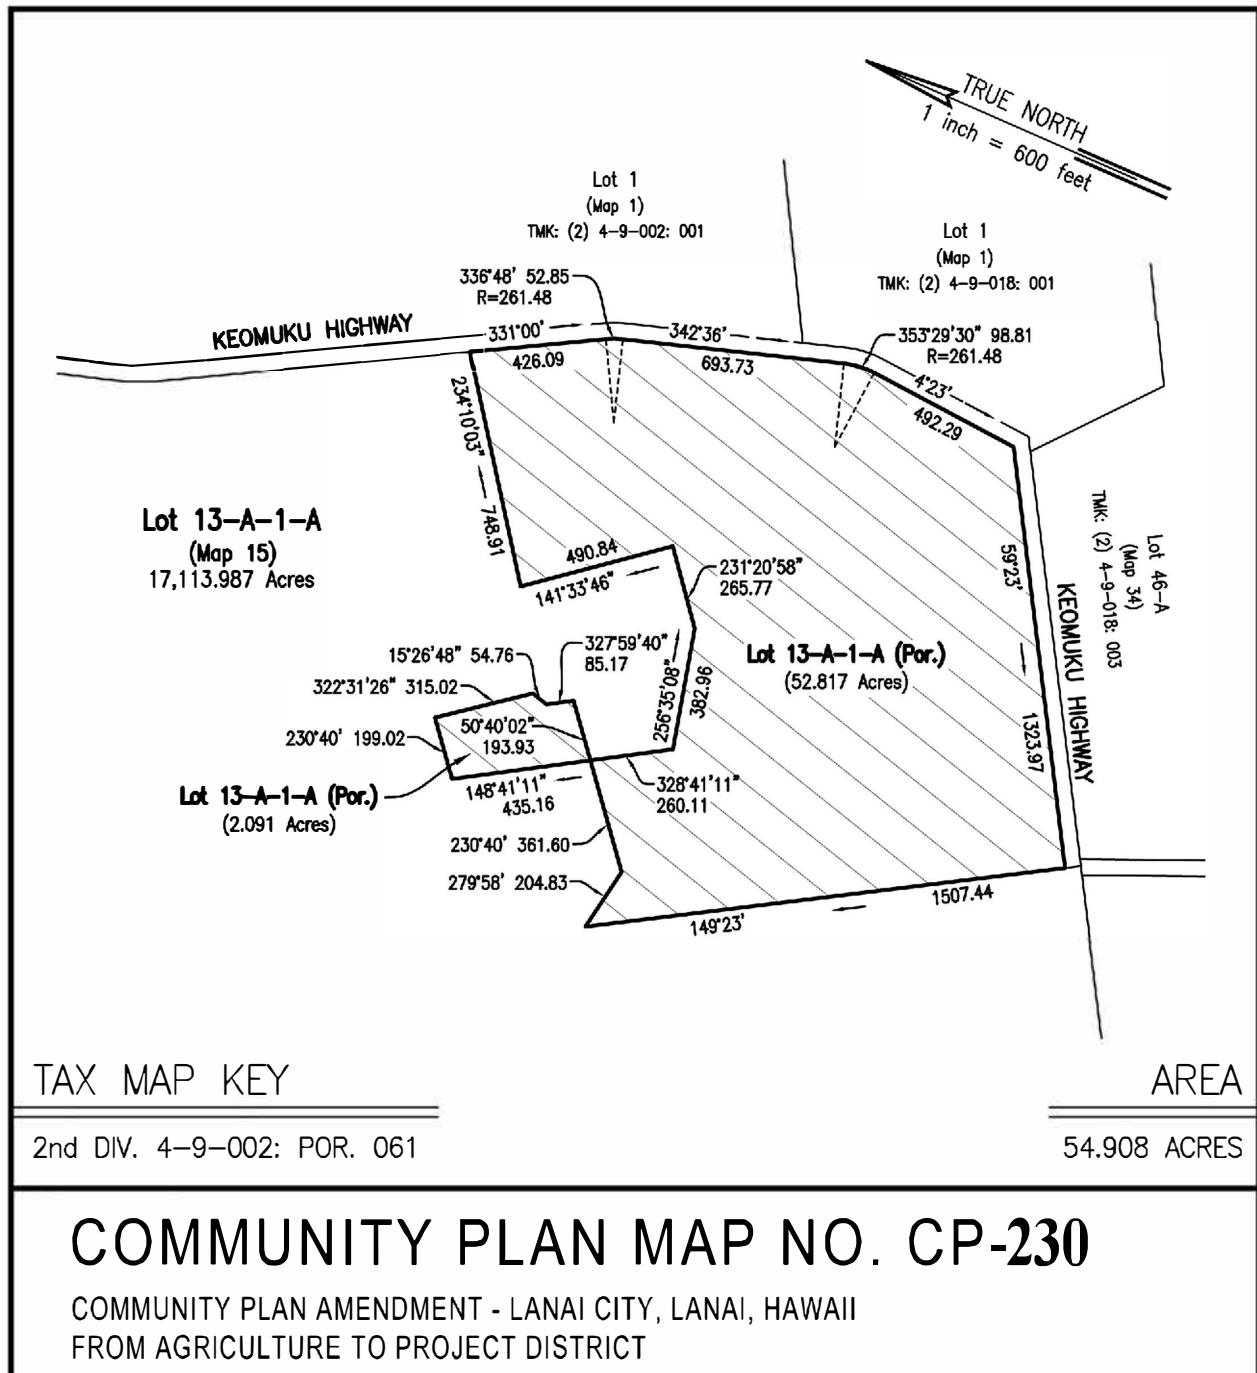 TRUE NORTH
1 inch = 600 feet
Lot 1
(Map 1)
TMK: (2) 4-9-002: 001
Lot 1
(Map 1)
TMK: (2) 4-9-018: 001
336°48' 52.85
R=261.48
KEOMUKU HIGHWAY
331°00'
426.09
342°36'
693.73
353°29'30" 98.81
R=261.48
4°23'
492.29
234°10'03"
748.91
Lot 13-A-1-A
(Map 15)
17,113.987 Acres
490.84
141°33'46"
231°20'58"
265.77
59°23'
1323.97
KEOMUKU HIGHWAY
Lot 46-A
(Map 34)
TMK: (2) 4-9-018: 003
327°59'40"
85.17
15°26'48" 54.76
322°31'26" 315.02
256°35'08"
382.96
Lot 13-A-1-A (Por.)
(52.817 Acres)
50°40'02"
193.93
230°40' 199.02
Lot 13-A-1-A (Por.)
(2.091 Acres)
148°41'11"
435.16
328°41'11"
260.11
230°40' 361.60
279°58' 204.83
149°23'
1507.44
TAX MAP KEY
AREA
2nd DIV. 4-9-002: POR. 061
54.908 ACRES
COMMUNITY PLAN MAP NO. CP-230
COMMUNITY PLAN AMENDMENT - LANAI CITY, LANAI, HAWAII
FROM AGRICULTURE TO PROJECT DISTRICT